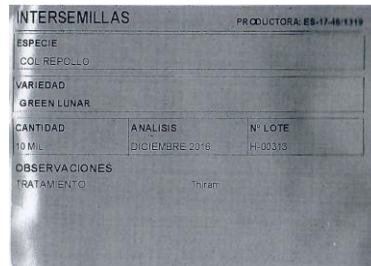 INTERSEMILLAS PRODUCTORA: ES-17-46/1319
ESPECIE
COL REPOLLO
VARIEDAD
GREEN LUNAR
CANTIDAD ANALISIS Nº LOTE
10 MIL DICIEMBRE 2016 H-00313
OBSERVACIONES
TRATAMIENTO Thiram